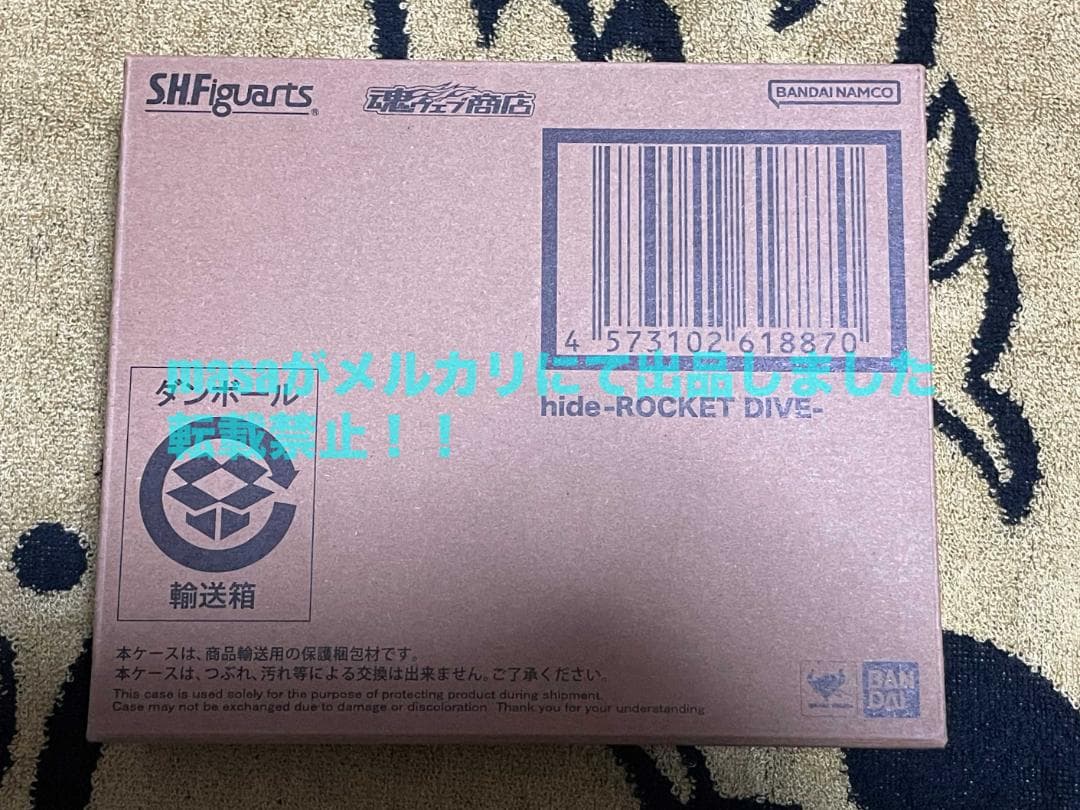 S.H.Figuarts
魂ウェブ商店
BANDAI NAMCO
4 573102 618870
hide-ROCKET DIVE-
masaがメルカリにて出品しました
転載禁止！！
ダンボール
輸送箱
本ケースは、商品輸送用の保護梱包材です。
本ケースは、つぶれ、汚れ等による交換は出来ません。ご了承ください。
This case is used solely for the purpose of protecting product during shipment.
Case may not be exchanged due to damage or discoloration. Thank you for your understanding
BAN
DAI